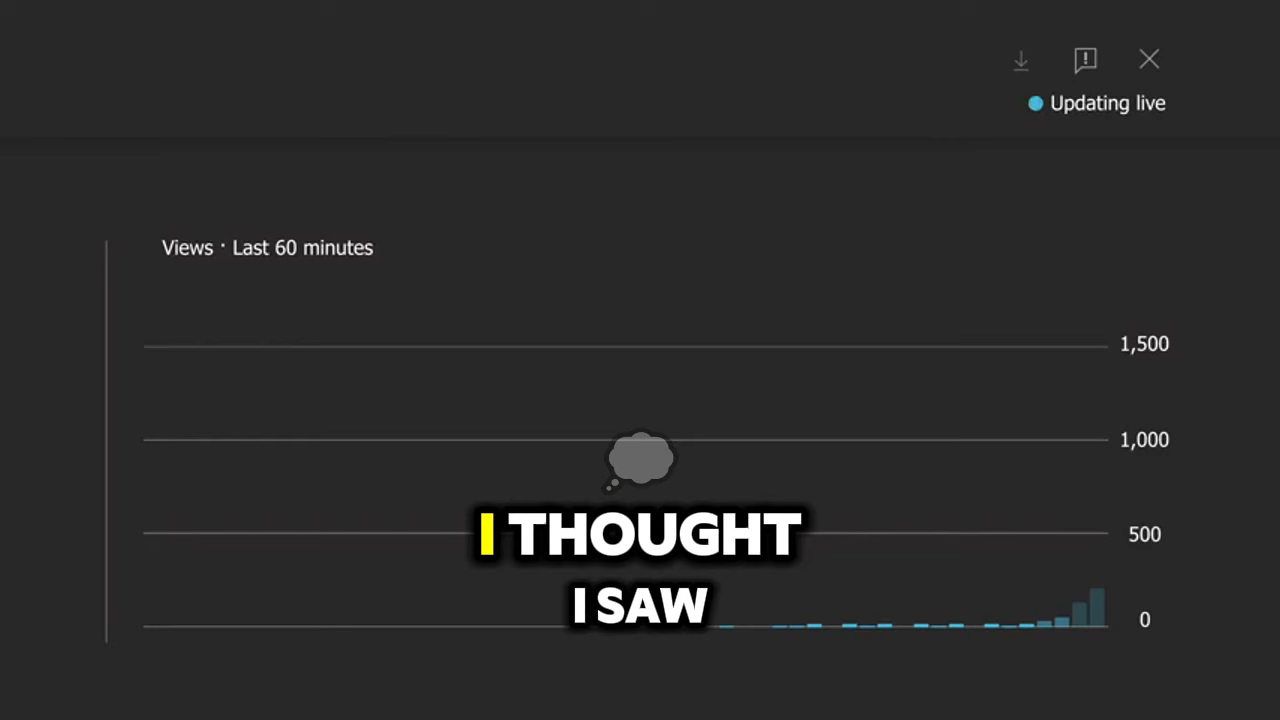 Updating live
Views · Last 60 minutes
1,500
1,000
I THOUGHT
500
I SAW
0